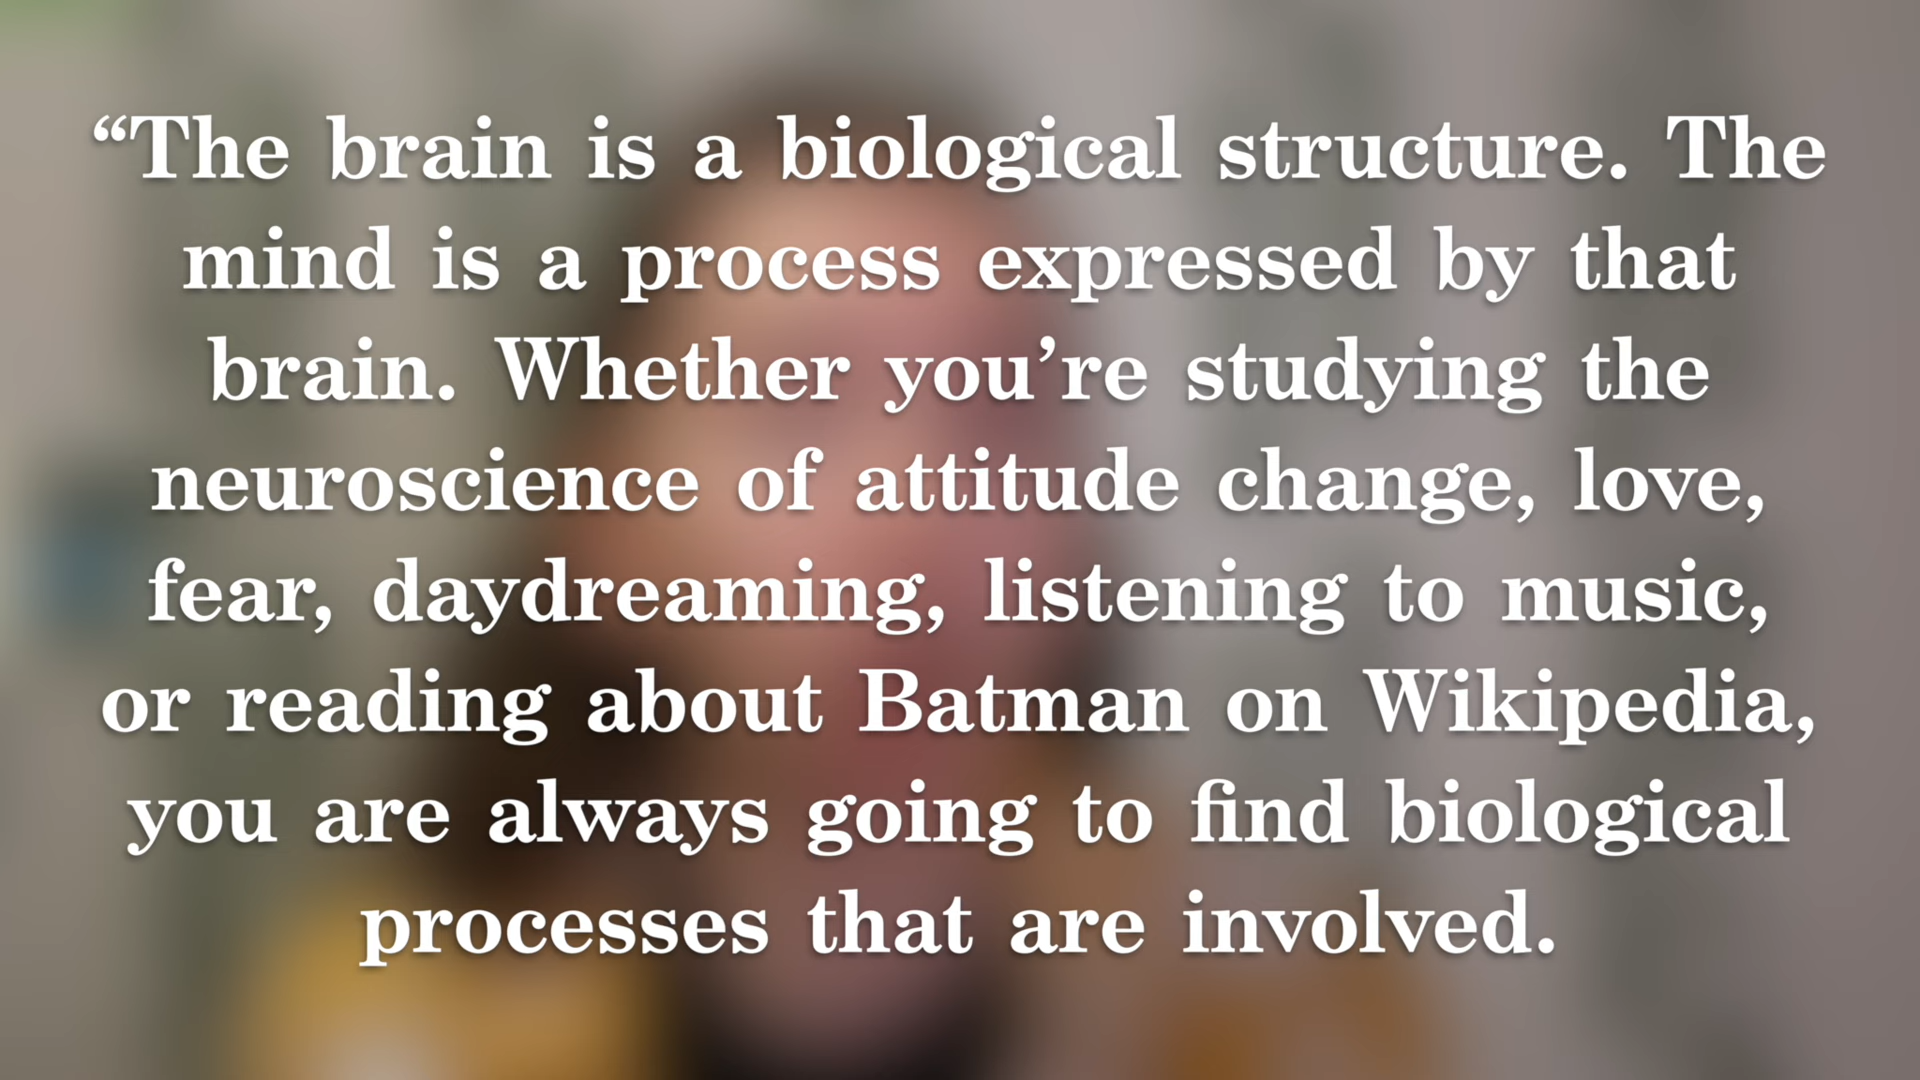 “The brain is a biological structure. The
mind is a process expressed by that
brain. Whether you’re studying the
neuroscience of attitude change, love,
fear, daydreaming, listening to music,
or reading about Batman on Wikipedia,
you are always going to find biological
processes that are involved.